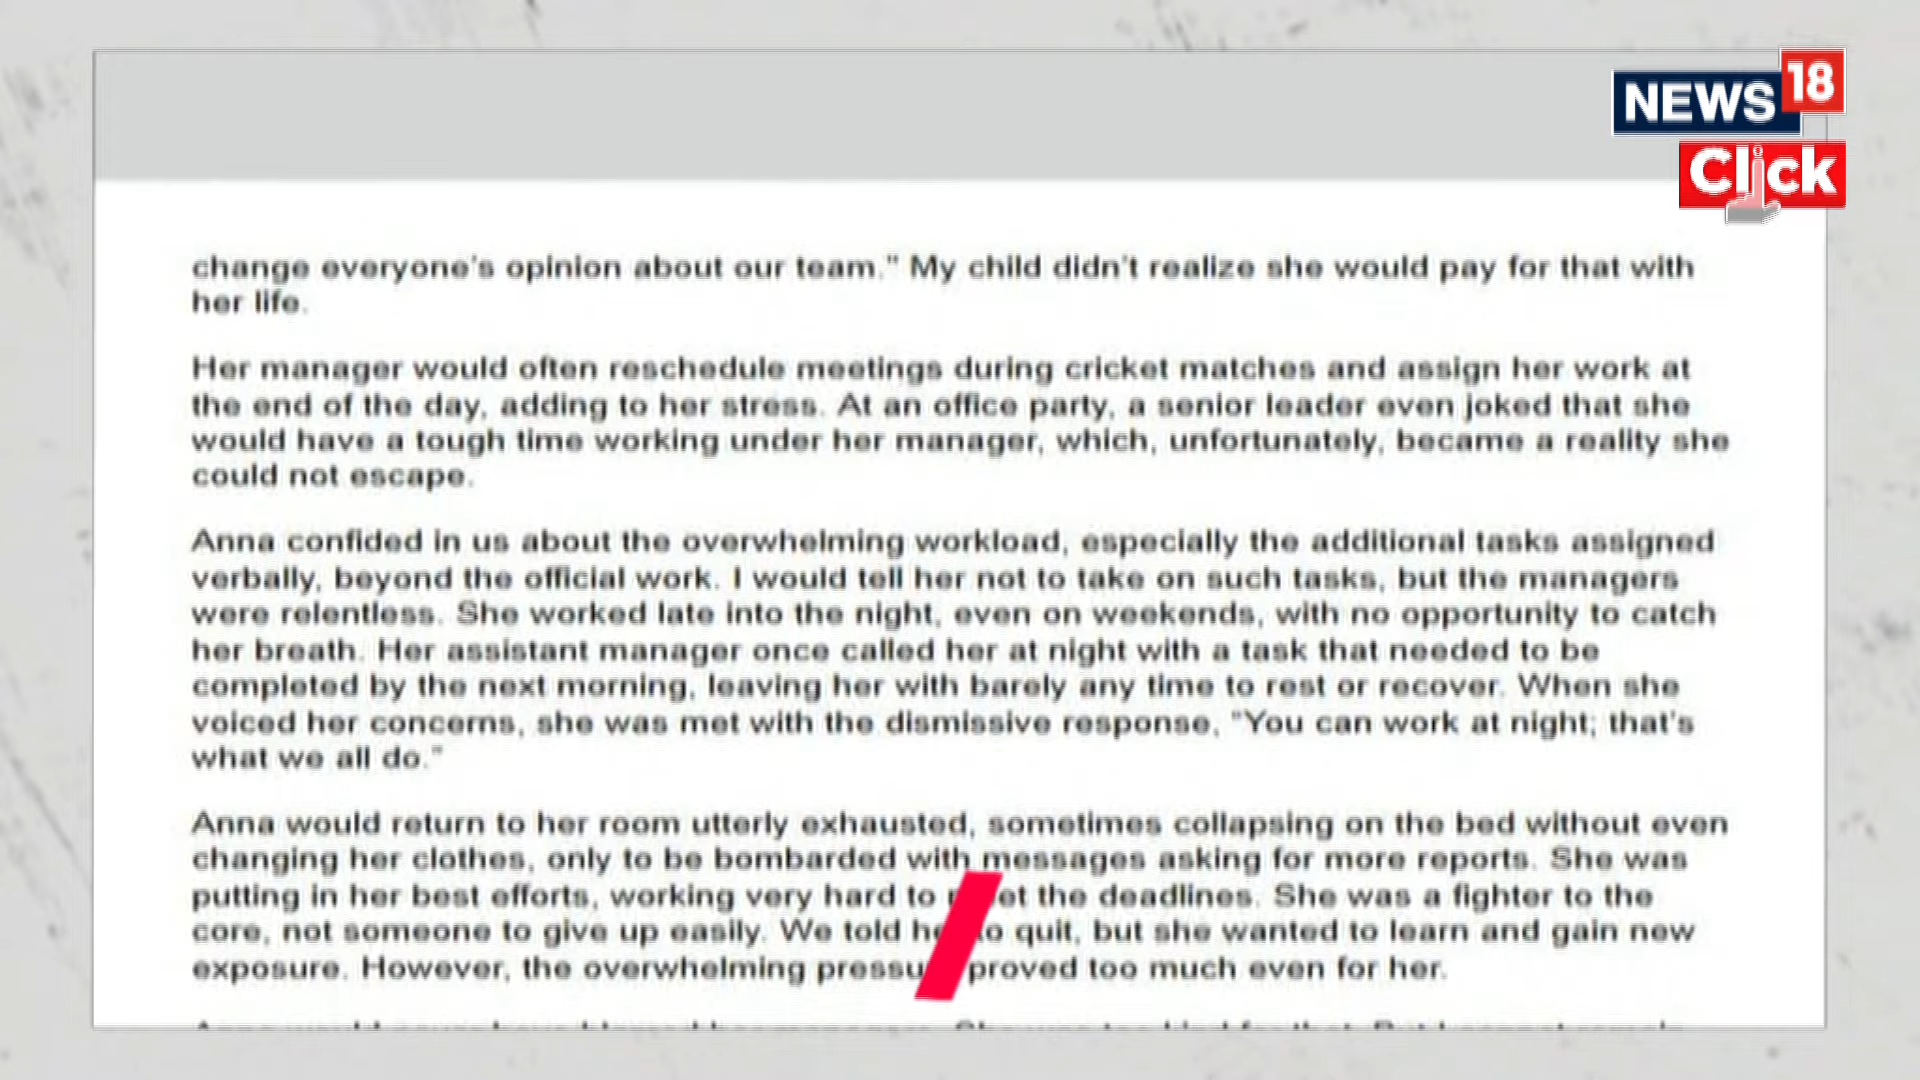 NEWS 18
Click
change everyone's opinion about our team." My child didn't realize she would pay for that with
her life.
Her manager would often reschedule meetings during cricket matches and assign her work at
the end of the day, adding to her stress. At an office party, a senior leader even joked that she
would have a tough time working under her manager, which, unfortunately, became a reality she
could not escape.
Anna confided in us about the overwhelming workload, especially the additional tasks assigned
verbally, beyond the official work. I would tell her not to take on such tasks, but the managers
were relentless. She worked late into the night, even on weekends, with no opportunity to catch
her breath. Her assistant manager once called her at night with a task that needed to be
completed by the next morning, leaving her with barely any time to rest or recover. When she
voiced her concerns, she was met with the dismissive response, "You can work at night; that's
what we all do."
Anna would return to her room utterly exhausted, sometimes collapsing on the bed without even
changing her clothes, only to be bombarded with messages asking for more reports. She was
putting in her best efforts, working very hard to the deadlines. She was a fighter to the
core, not someone to give up easily. We told quit, but she wanted to learn and gain new
exposure. However, the overwhelming proved too much even for her.